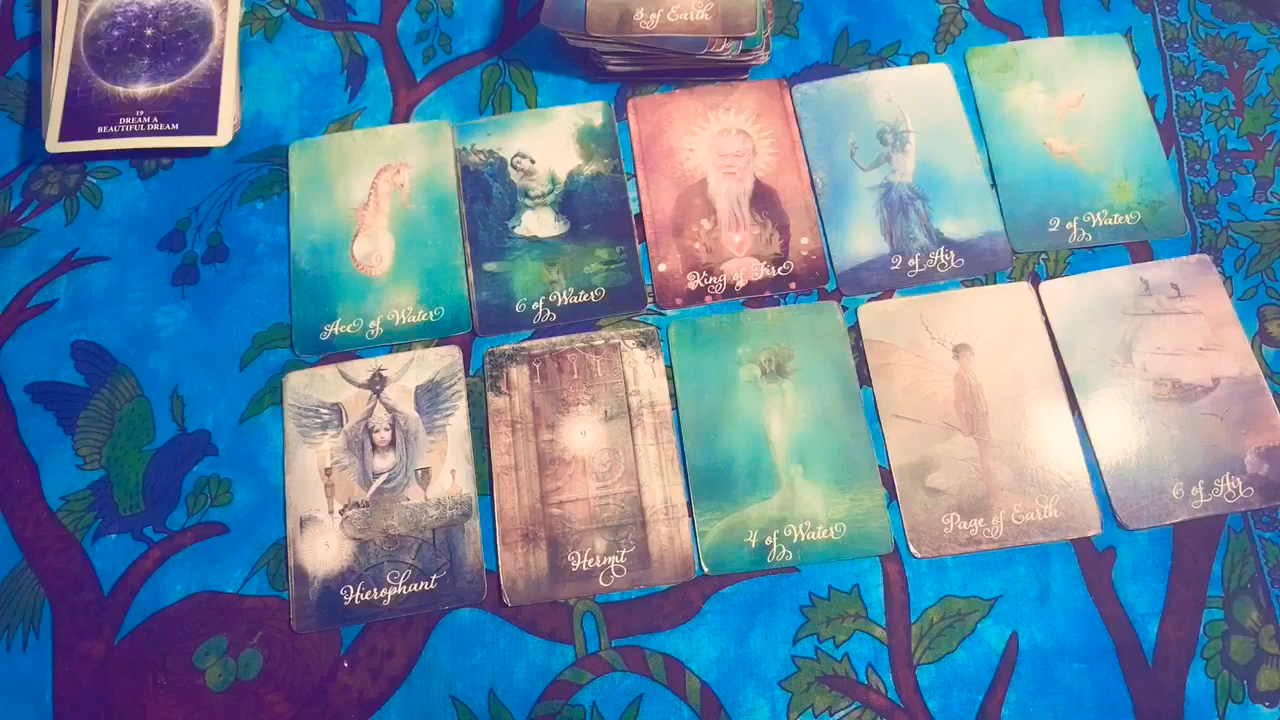 3 of Earth
19
DREAM A
BEAUTIFUL DREAM
Ace of Water
6 of Water
King of Fire
2 of Air
2 of Water
5
Hierophant
9
Hermit
4 of Water
Page of Earth
6 of Air